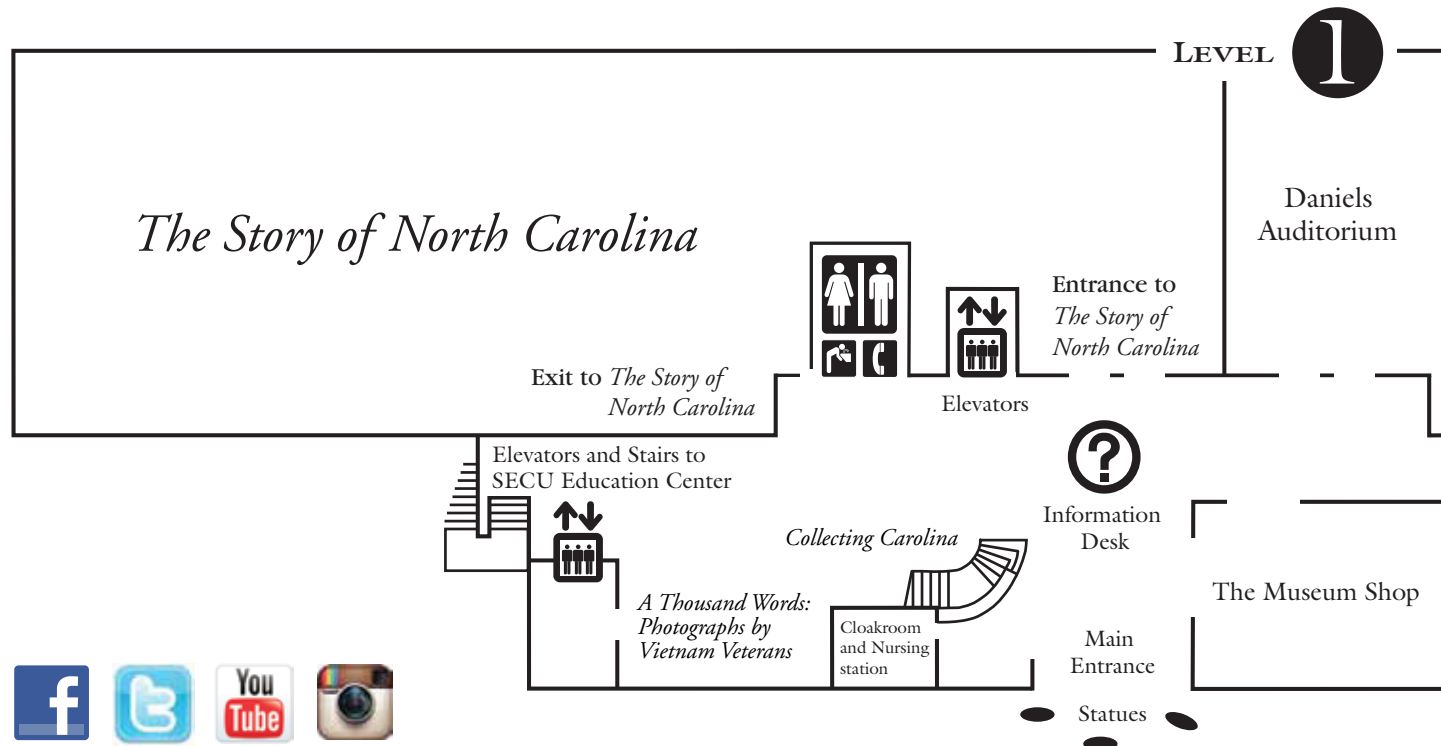 LEVEL 1
The Story of North Carolina
Daniels
Auditorium
Entrance to
The Story of
North Carolina
Exit to The Story of
North Carolina
Elevators
Elevators and Stairs to
SECU Education Center
?
Information
Desk
Collecting Carolina
The Museum Shop
A Thousand Words:
Photographs by
Vietnam Veterans
Cloakroom
and Nursing
station
Main
Entrance
Statues
f
t
You
Tube